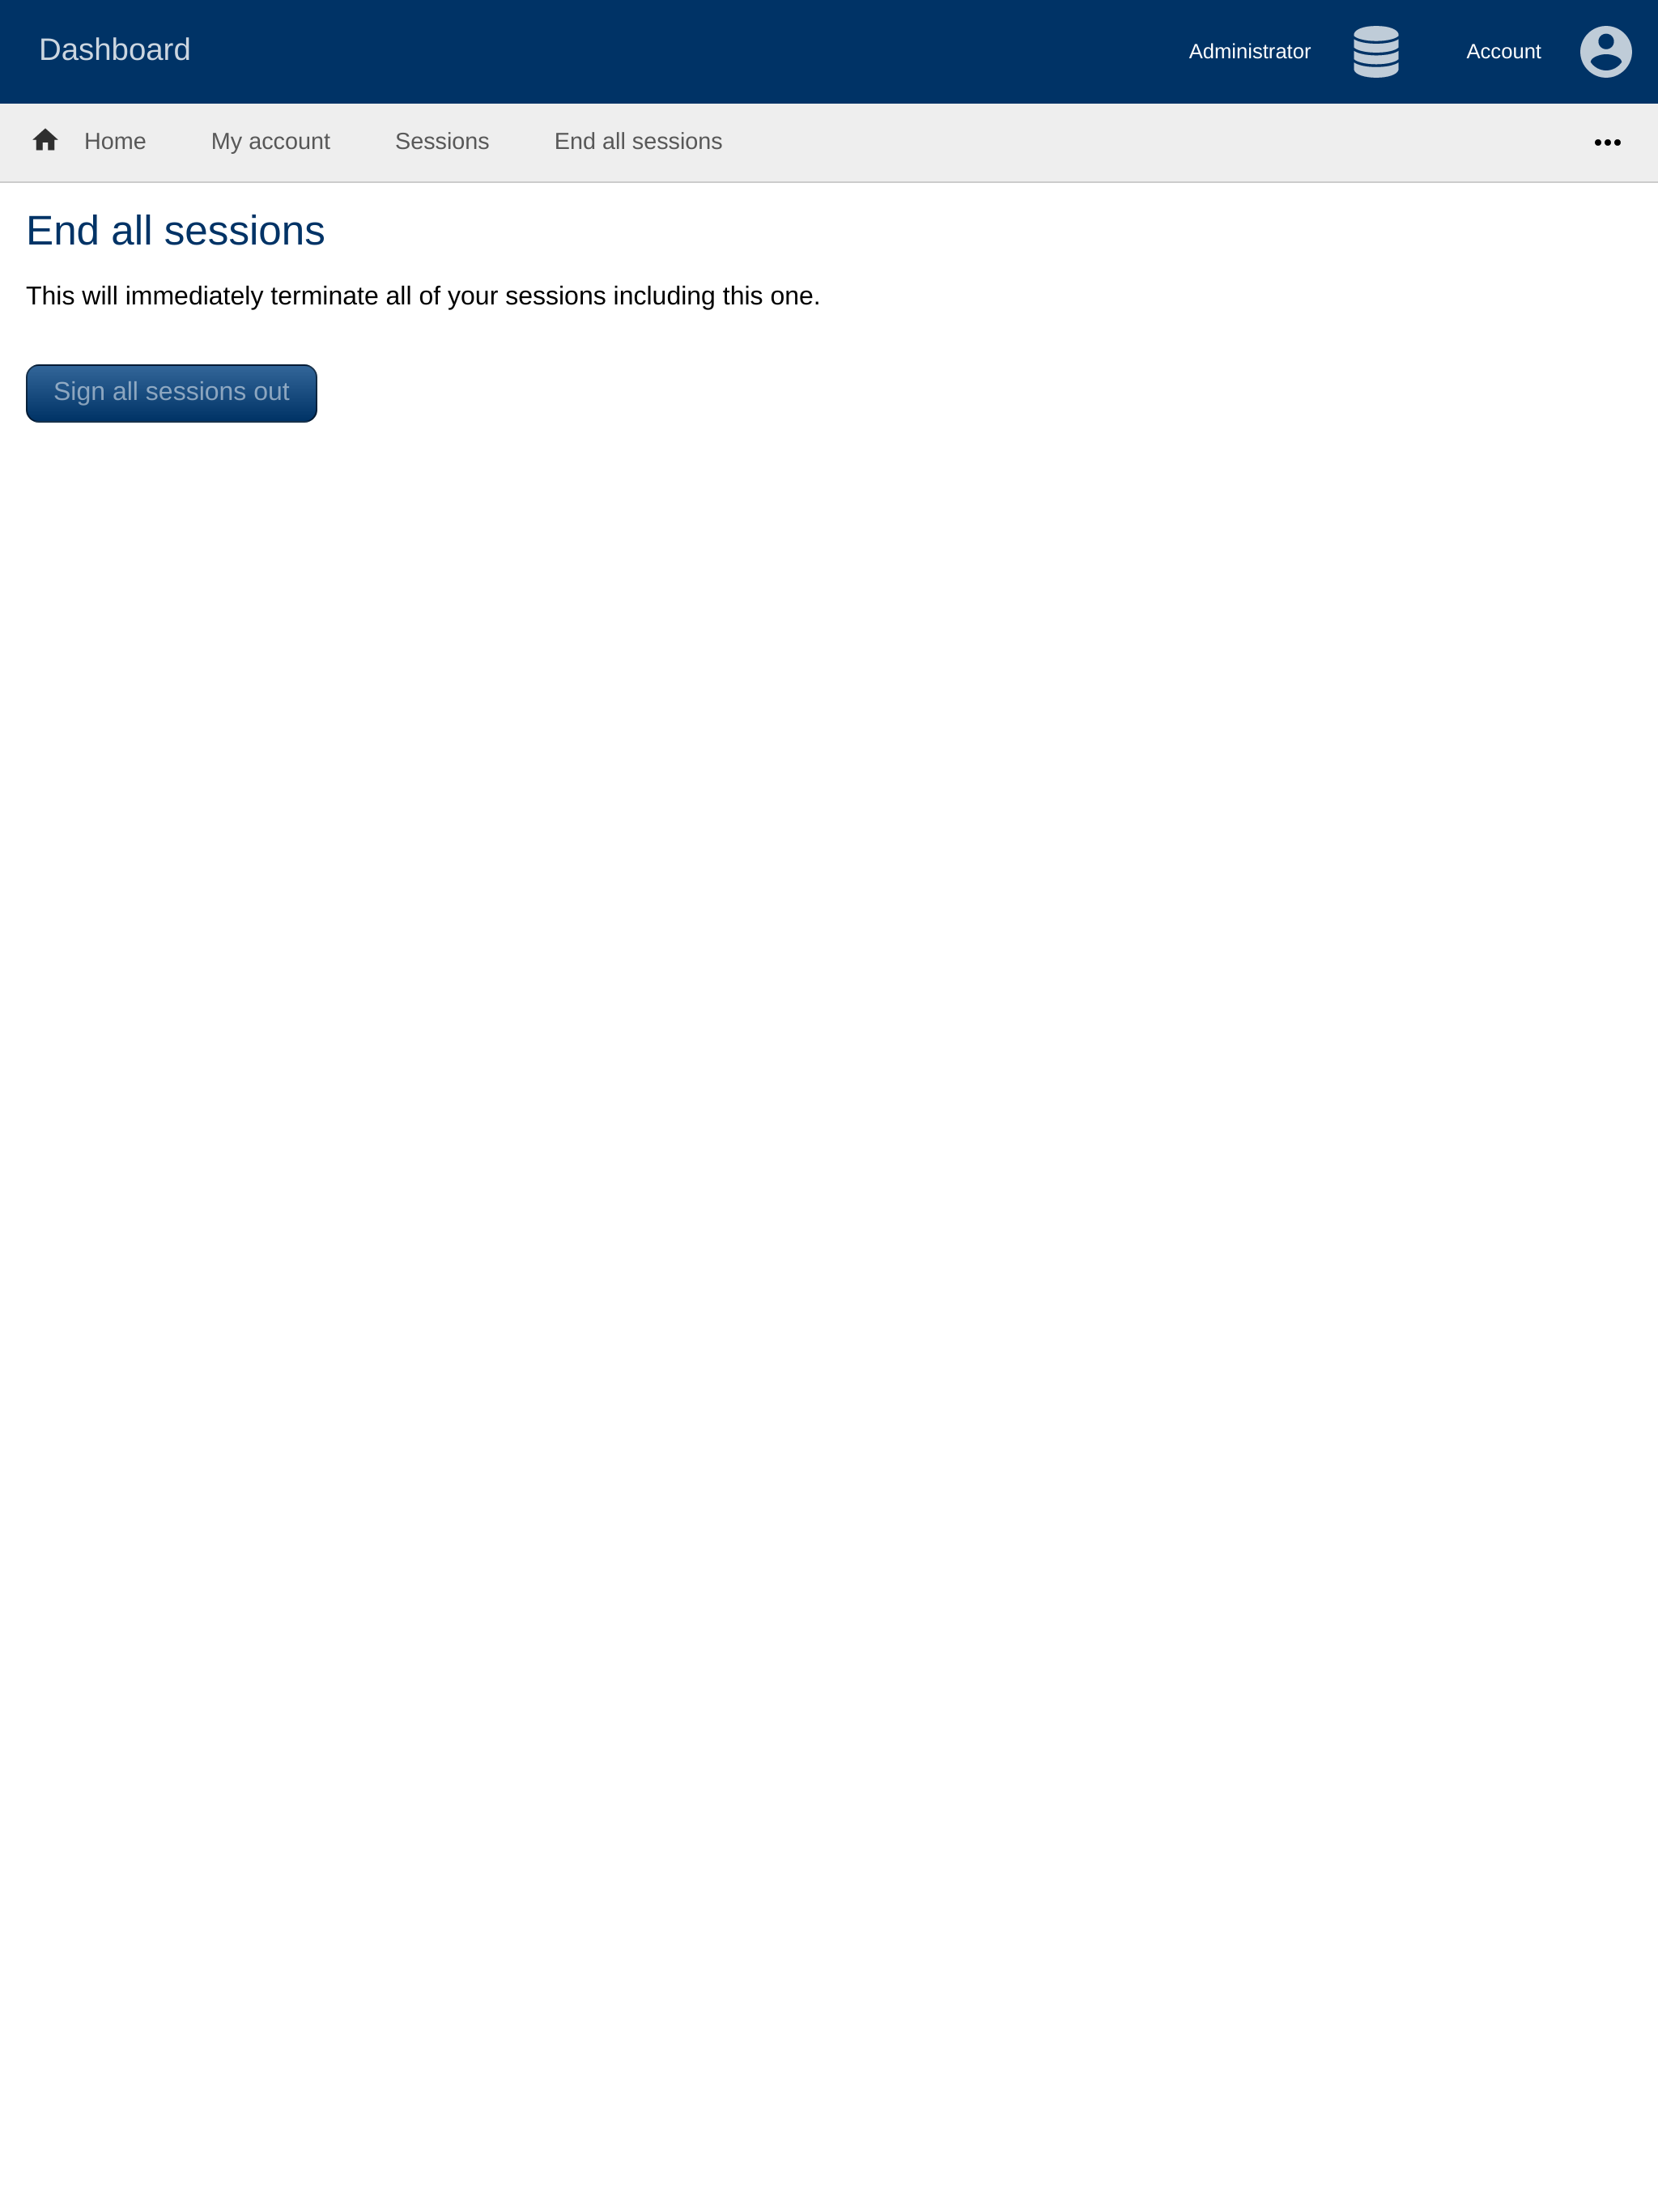 Dashboard Administrator Account
Home My account Sessions End all sessions
End all sessions
This will immediately terminate all of your sessions including this one.
Sign all sessions out